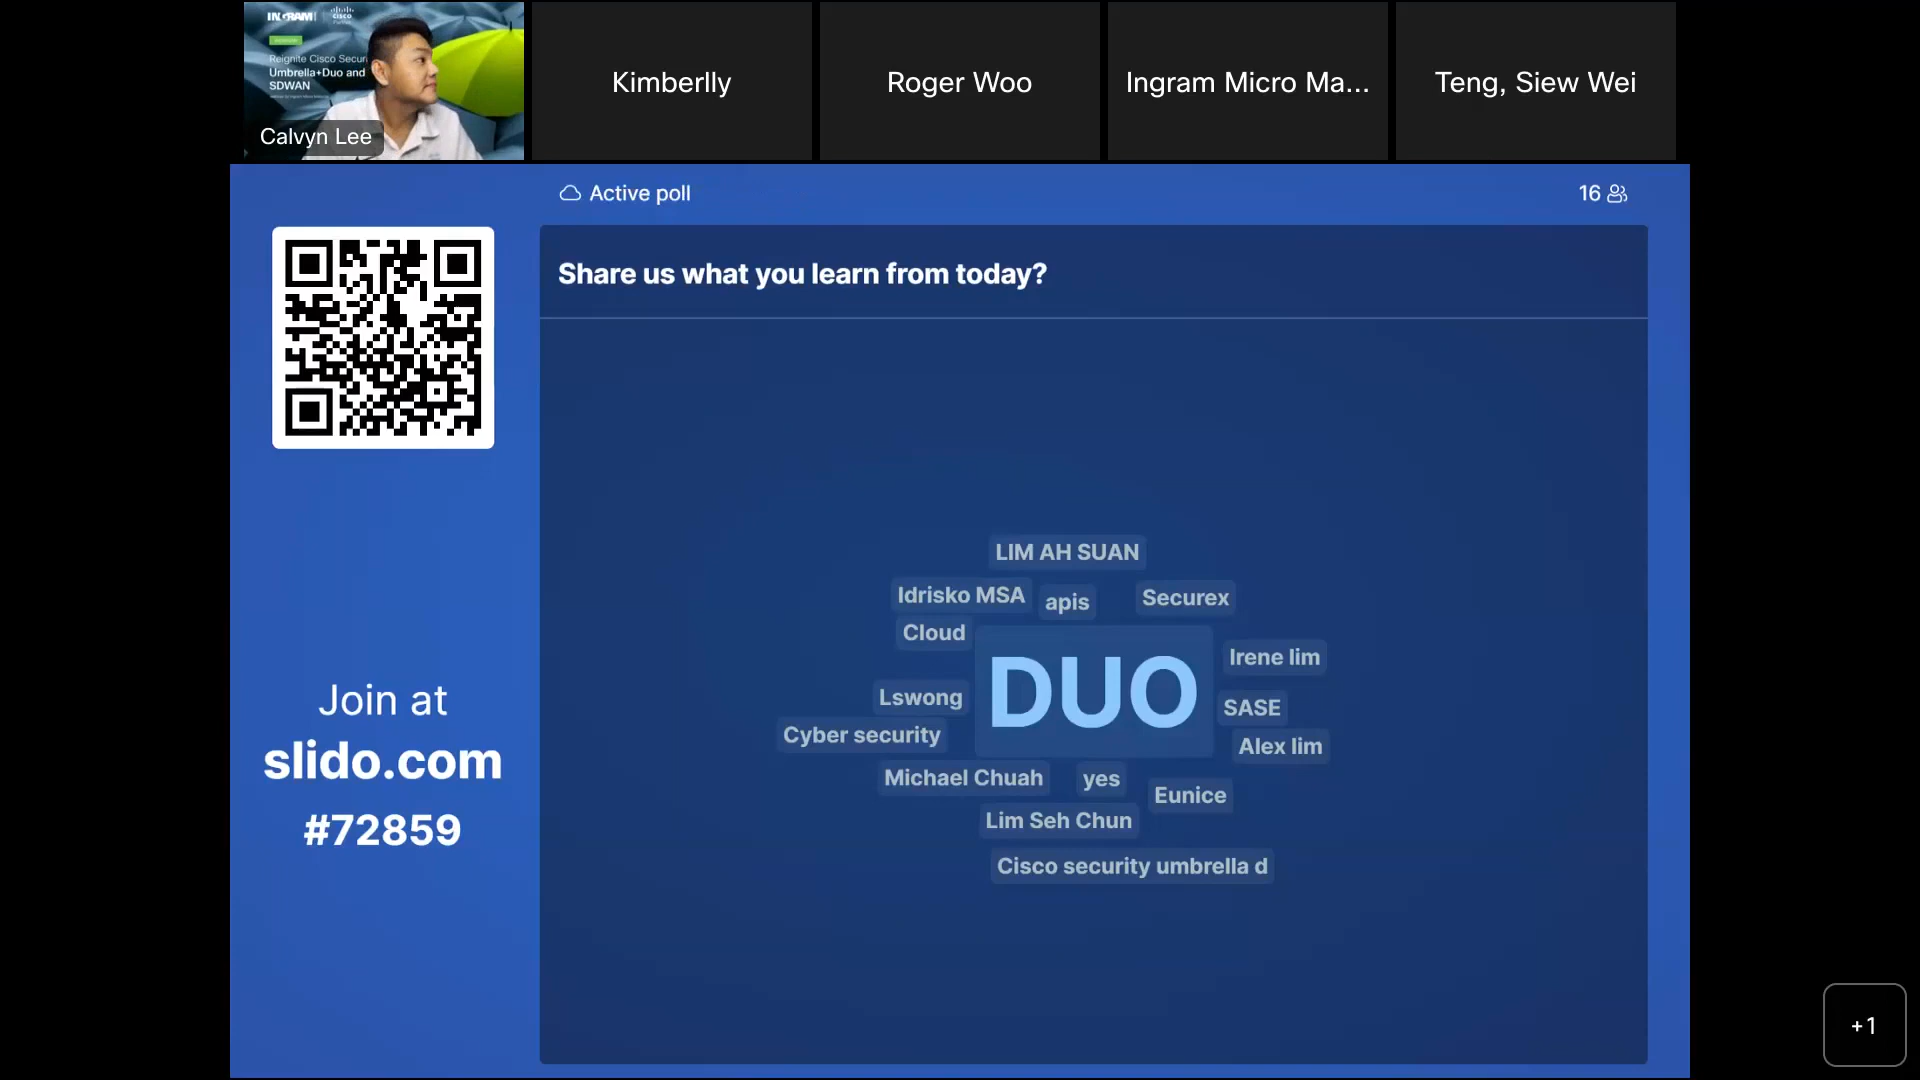 INGRAM
CISCO
Reignite Cisco Secur
Umbrella+Duo and
SDWAN
Calvyn Lee
Kimberlly
Roger Woo
Ingram Micro Ma...
Teng, Siew Wei
Active poll
16
Share us what you learn from today?
Join at
slido.com
#72859
LIM AH SUAN
Idrisko MSA
apis
Securex
Cloud
DUO
Irene lim
Lswong
SASE
Cyber security
Alex lim
Michael Chuah
yes
Eunice
Lim Seh Chun
Cisco security umbrella d
+1